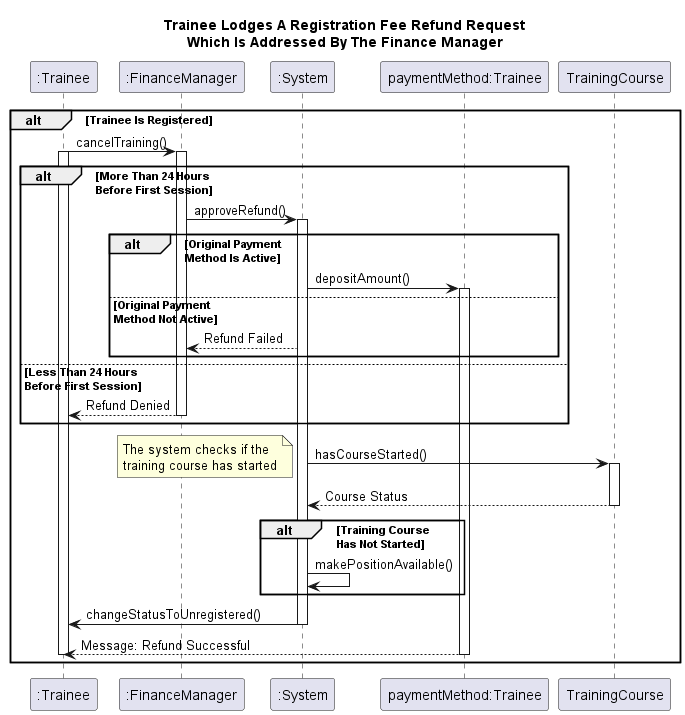 Trainee Lodges A Registration Fee Refund Request
Which Is Addressed By The Finance Manager
:Trainee
:FinanceManager
:System
paymentMethod:Trainee
TrainingCourse
alt
[Trainee Is Registered]
cancelTraining()
alt
[More Than 24 Hours
Before First Session]
approveRefund()
alt
[Original Payment
Method Is Active]
depositAmount()
[Original Payment
Method Not Active]
Refund Failed
[Less Than 24 Hours
Before First Session]
Refund Denied
The system checks if the
training course has started
hasCourseStarted()
Course Status
alt
[Training Course
Has Not Started]
makePositionAvailable()
changeStatusToUnregistered()
Message: Refund Successful
:Trainee
:FinanceManager
:System
paymentMethod:Trainee
TrainingCourse